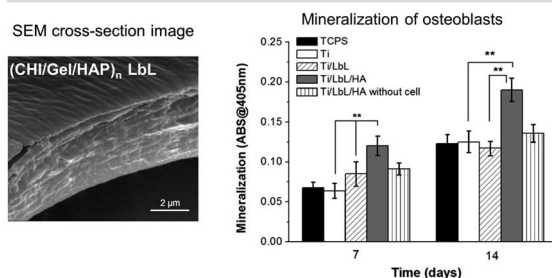 SEM cross-section image
(CHI/Gel/HAP)n LbL
2 μm
Mineralization of osteoblasts
Mineralization (ABS@405nm)
0.25
0.20
0.15
0.10
0.05
0.00
TCPS
Ti
Ti/LbL
Ti/LbL/HA
Ti/LbL/HA without cell
**
**
**
7
14
Time (days)